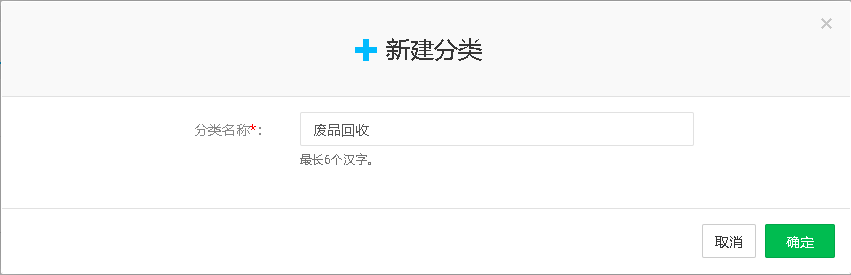 新建分类
分类名称*：
废品回收
最长6个汉字。
取消
确定